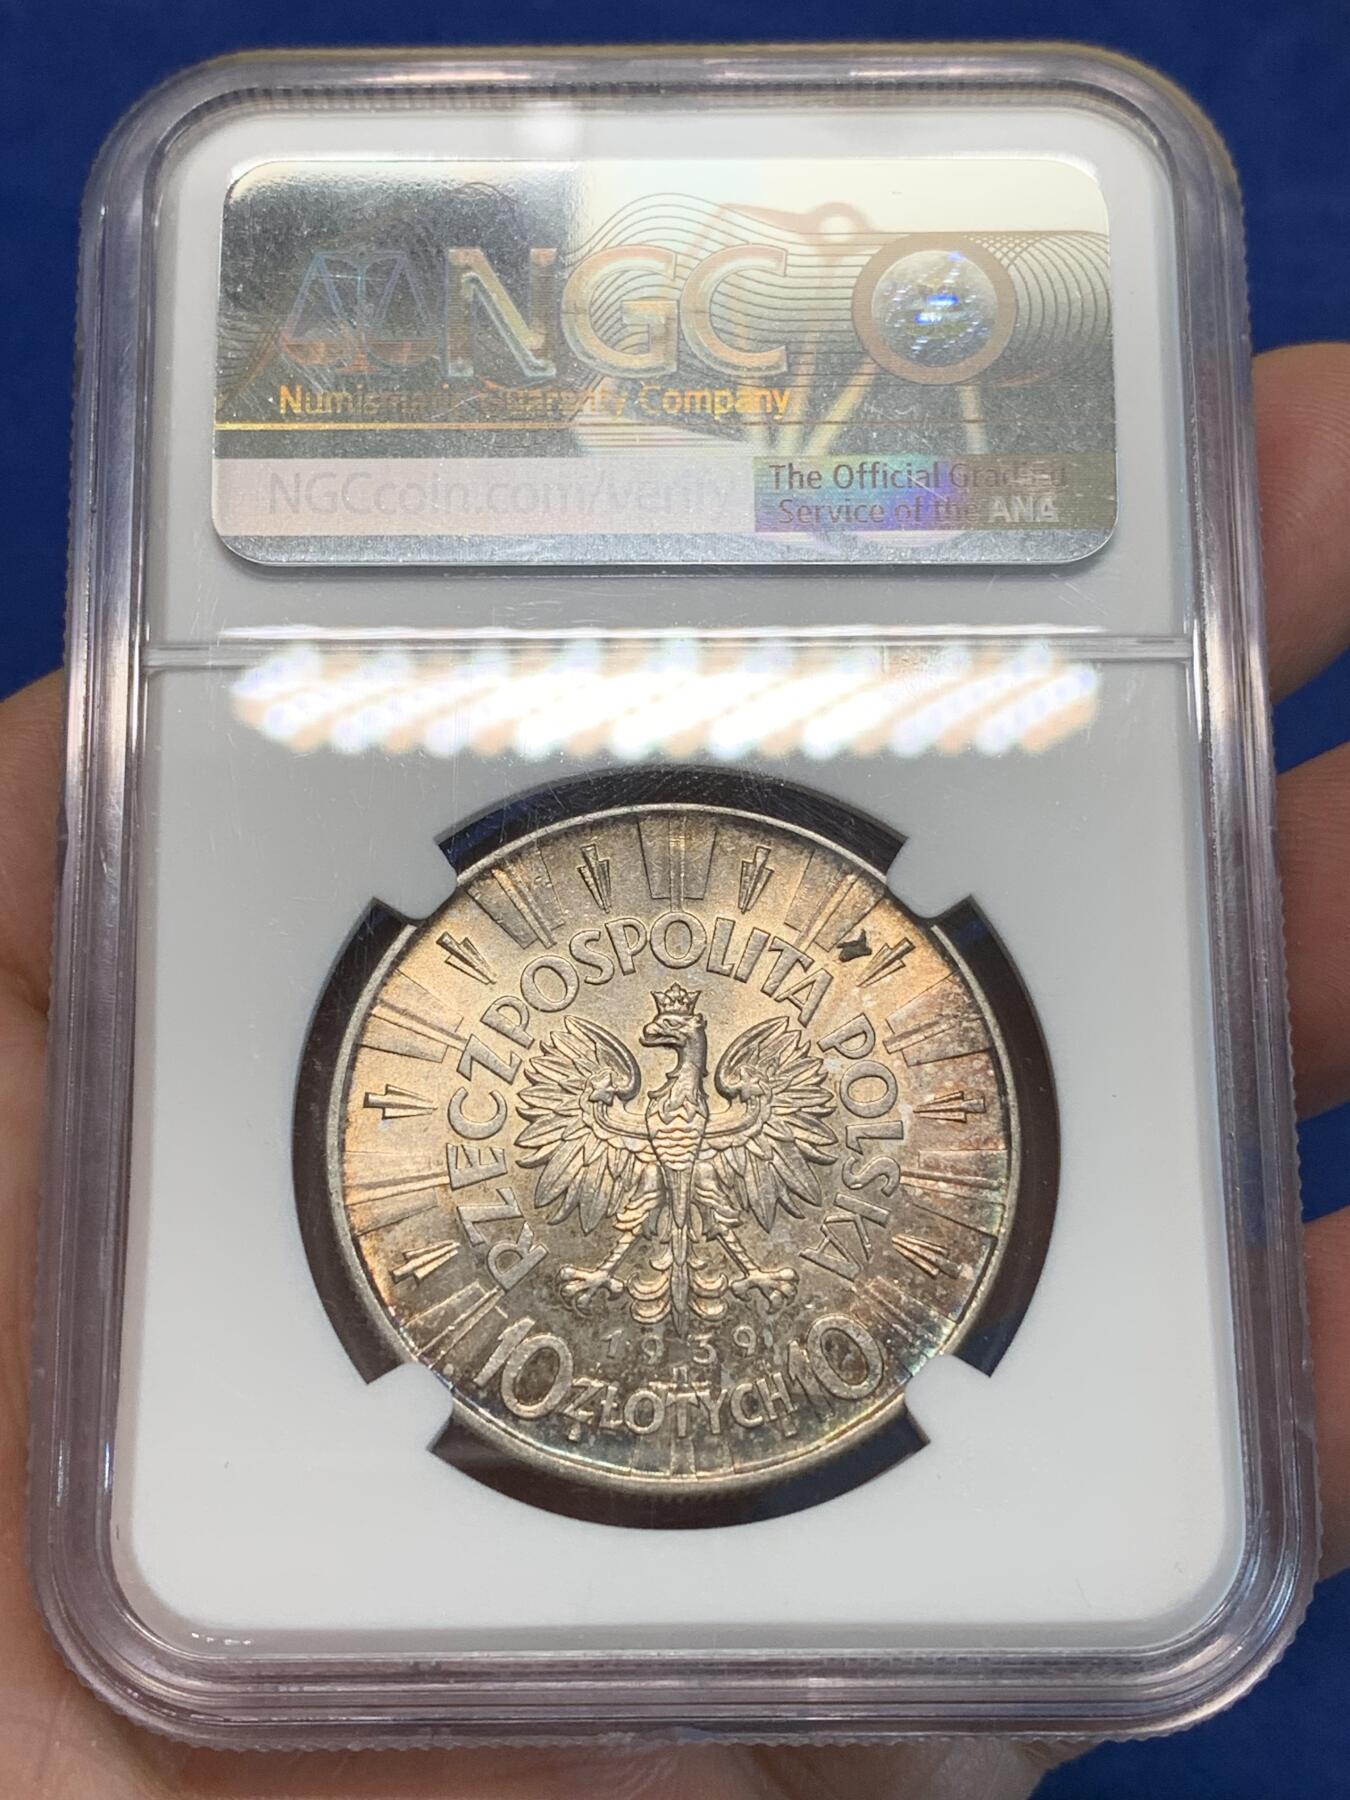 NGC
Numismatic Guaranty Company
NGCcoin.com/verify
The Official Grading
Service of the ANA
RZECZPOSPOLITA POLSKA
1939
10 ZŁOTYCH 10